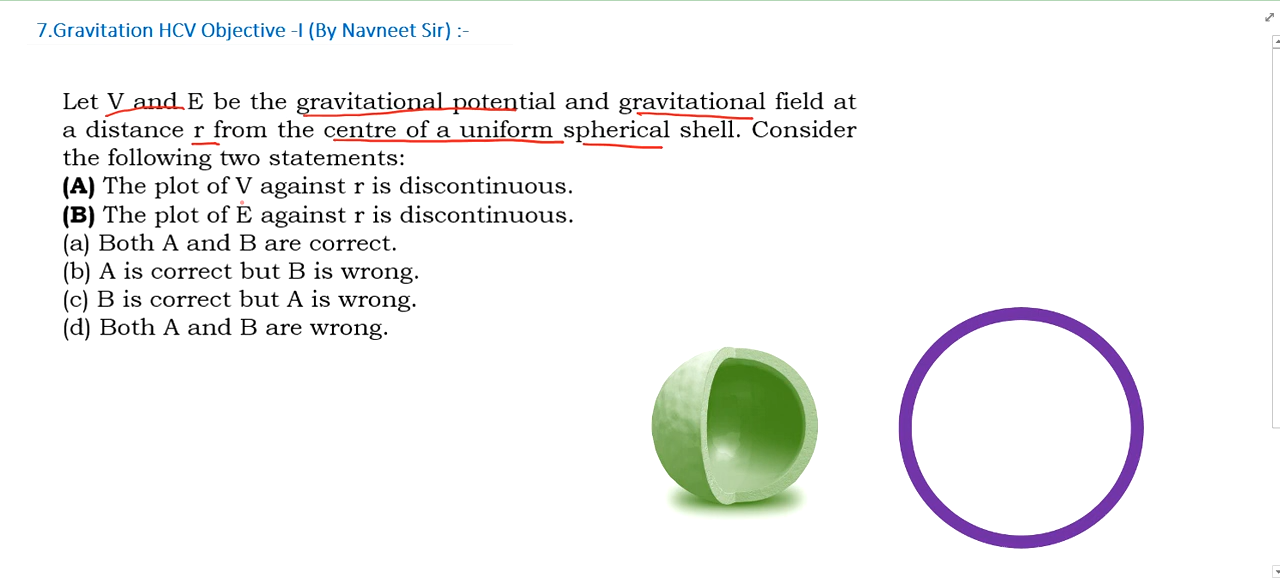 7.Gravitation HCV Objective -I (By Navneet Sir) :-
Let V and E be the gravitational potential and gravitational field at
a distance r from the centre of a uniform spherical shell. Consider
the following two statements:
(A) The plot of V against r is discontinuous.
(B) The plot of E against r is discontinuous.
(a) Both A and B are correct.
(b) A is correct but B is wrong.
(c) B is correct but A is wrong.
(d) Both A and B are wrong.